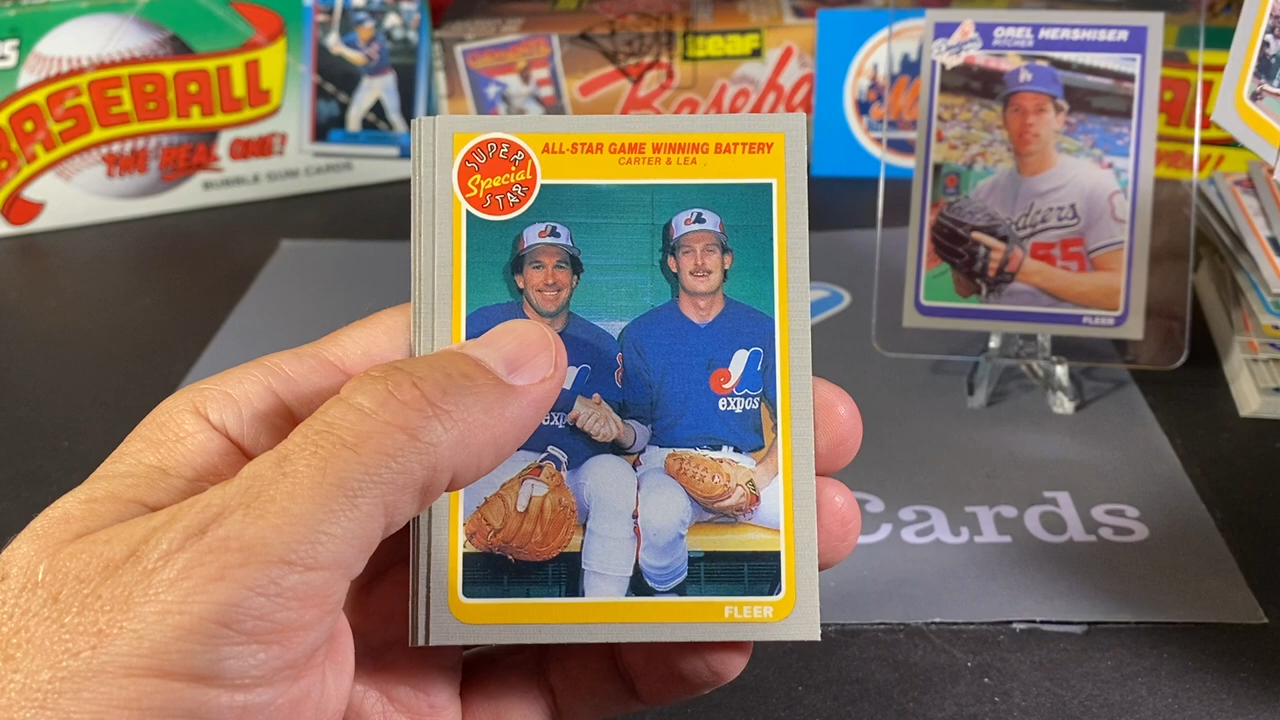 BASEBALL
THE REAL ONE!
BUBBLE GUM CARDS
Leaf
OREL HERSHISER
PITCHER
Dodgers
55
FLEER
SUPER
Special
STAR
ALL-STAR GAME WINNING BATTERY
CARTER & LEA
expos
expos
FLEER
Cards